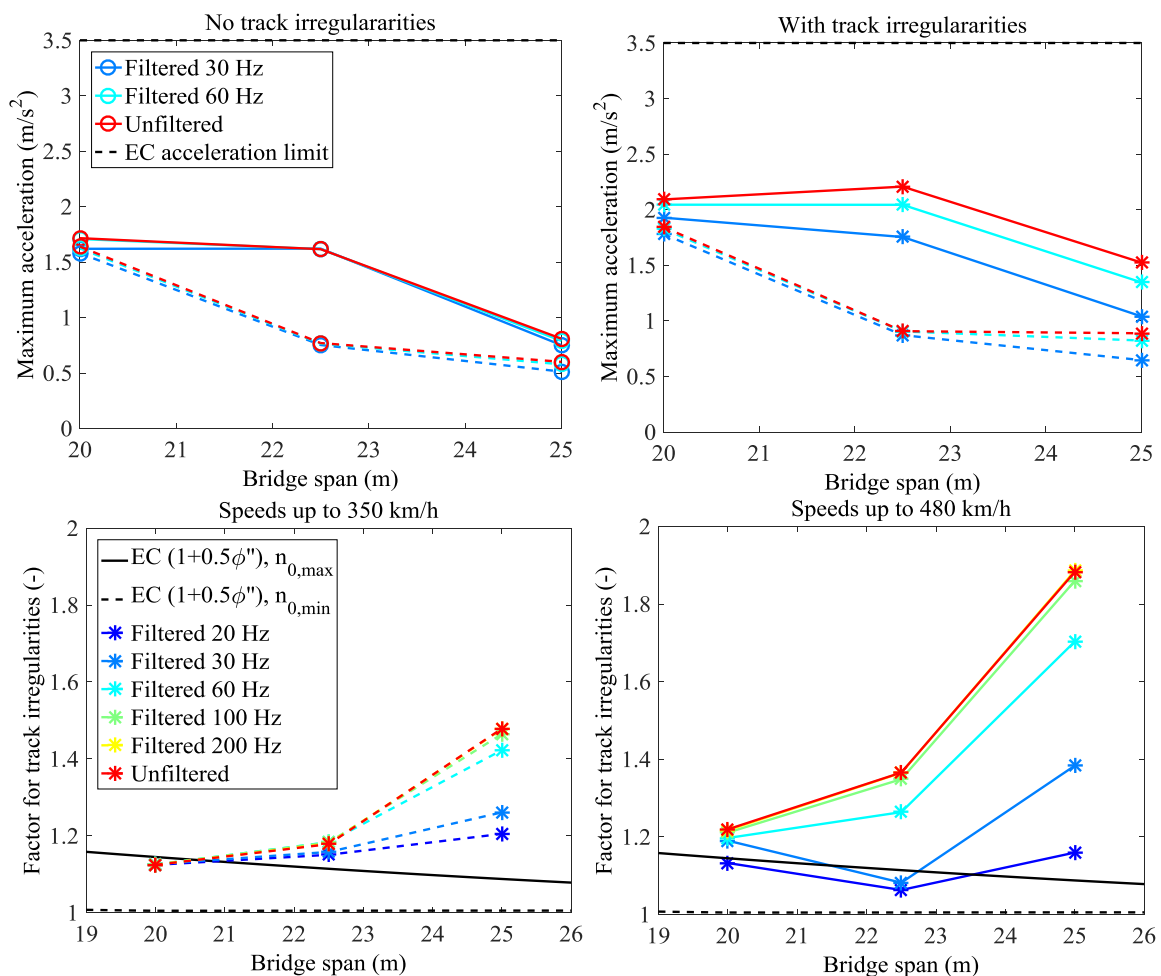 No track irregulararities
Maximum acceleration (m/s²)
3.5
3
2.5
2
1.5
1
0.5
0
Filtered 30 Hz
Filtered 60 Hz
Unfiltered
EC acceleration limit
20 21 22 23 24 25
Bridge span (m)
With track irregularities
Maximum acceleration (m/s²)
3.5
3
2.5
2
1.5
1
0.5
0
20 21 22 23 24 25
Bridge span (m)
Speeds up to 350 km/h
Factor for track irregularities (-)
2
1.8
1.6
1.4
1.2
1
EC (1+0.5ϕ"), n0,max
EC (1+0.5ϕ"), n0,min
Filtered 20 Hz
Filtered 30 Hz
Filtered 60 Hz
Filtered 100 Hz
Filtered 200 Hz
Unfiltered
19 20 21 22 23 24 25 26
Bridge span (m)
Speeds up to 480 km/h
Factor for track irregularities (-)
2
1.8
1.6
1.4
1.2
1
19 20 21 22 23 24 25 26
Bridge span (m)